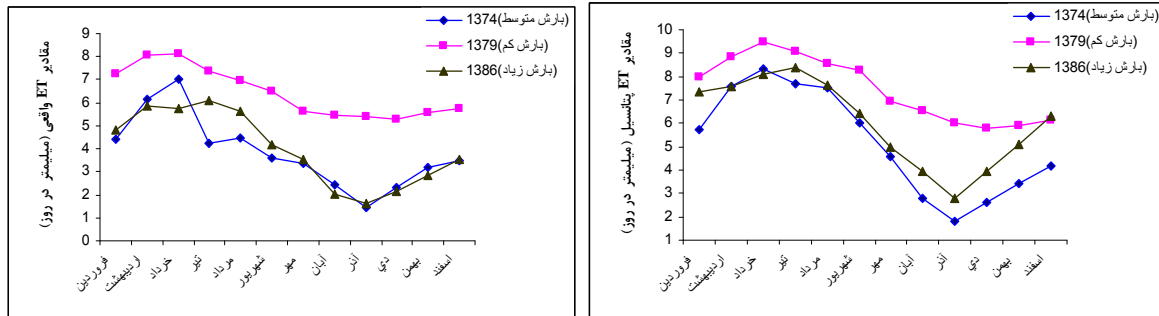 1374(بارش متوسط)
1379(بارش کم)
1386(بارش زیاد)
مقادیر ET واقعی (میلیمتر در روز)
9
8
7
6
5
4
3
2
1
0
فروردین
اردیبهشت
خرداد
تیر
مرداد
شهریور
مهر
آبان
آذر
دي
بهمن
اسفند
1374(بارش متوسط)
1379(بارش کم)
1386(بارش زیاد)
مقادیر ET پتانسیل (میلیمتر در روز)
10
9
8
7
6
5
4
3
2
1
فروردین
اردیبهشت
خرداد
تیر
مرداد
شهریور
مهر
آبان
آذر
دي
بهمن
اسفند